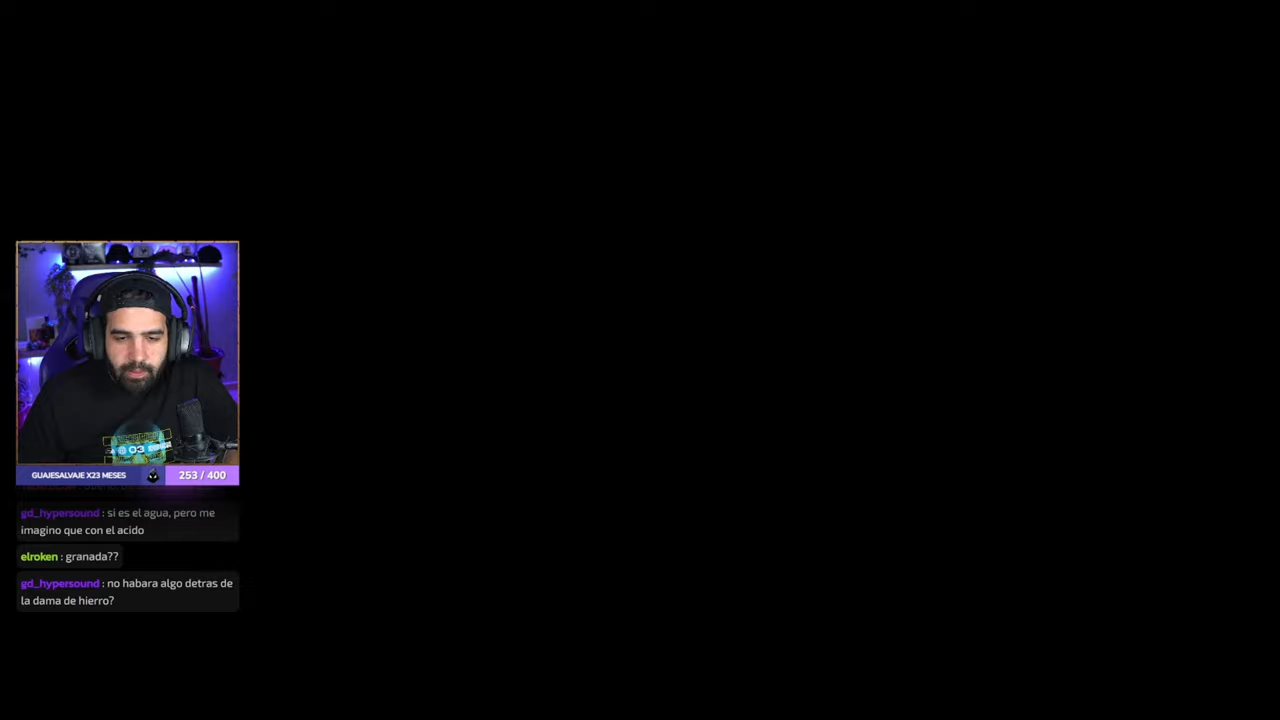 03
GUAJESALVAJE X23 MESES
253 / 400
gd_hypersound : si es el agua, pero me
imagino que con el acido
elroken : granada??
gd_hypersound : no habara algo detras de
la dama de hierro?